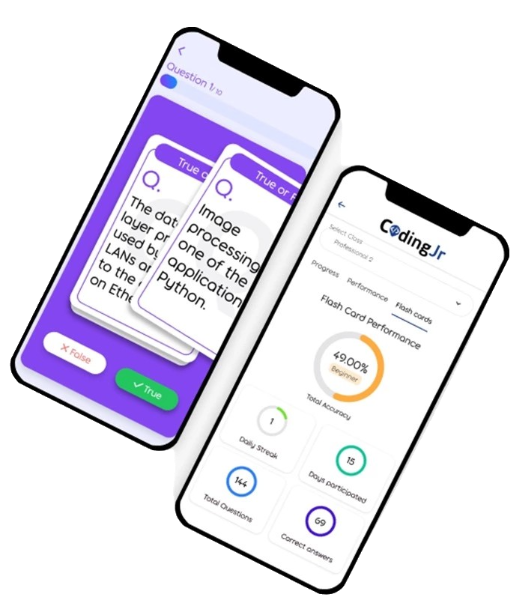 Question 1/10
True o
Q.
The dat
layer pr
used b
LANs a
to the
on Ethe
True or F
Q.
Image
processing
one of the
application
Python.
False
True
CodingJr
Select Class
Professional 2
Progress Performance Flash cards
Flash Card Performance
49.00%
Beginner
Total Accuracy
1
Daily Streak
15
Days participated
144
Total Questions
69
Correct answers